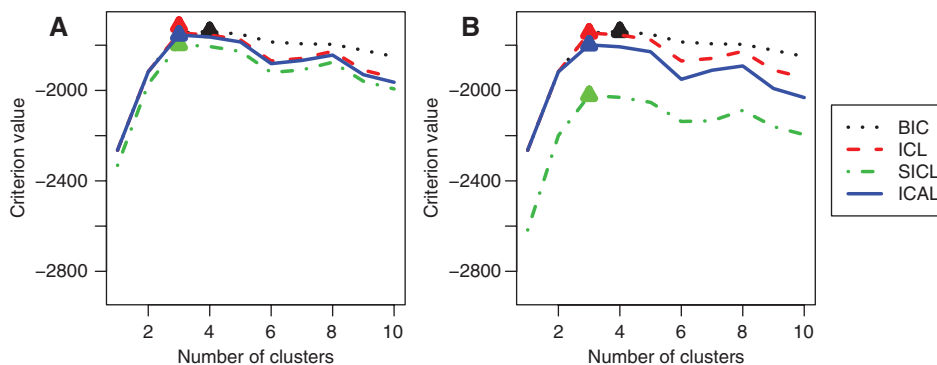 A
Criterion value
−2000
−2400
−2800
2 4 6 8 10
Number of clusters
B
Criterion value
−2000
−2400
−2800
2 4 6 8 10
Number of clusters
BIC
ICL
SICL
ICAL